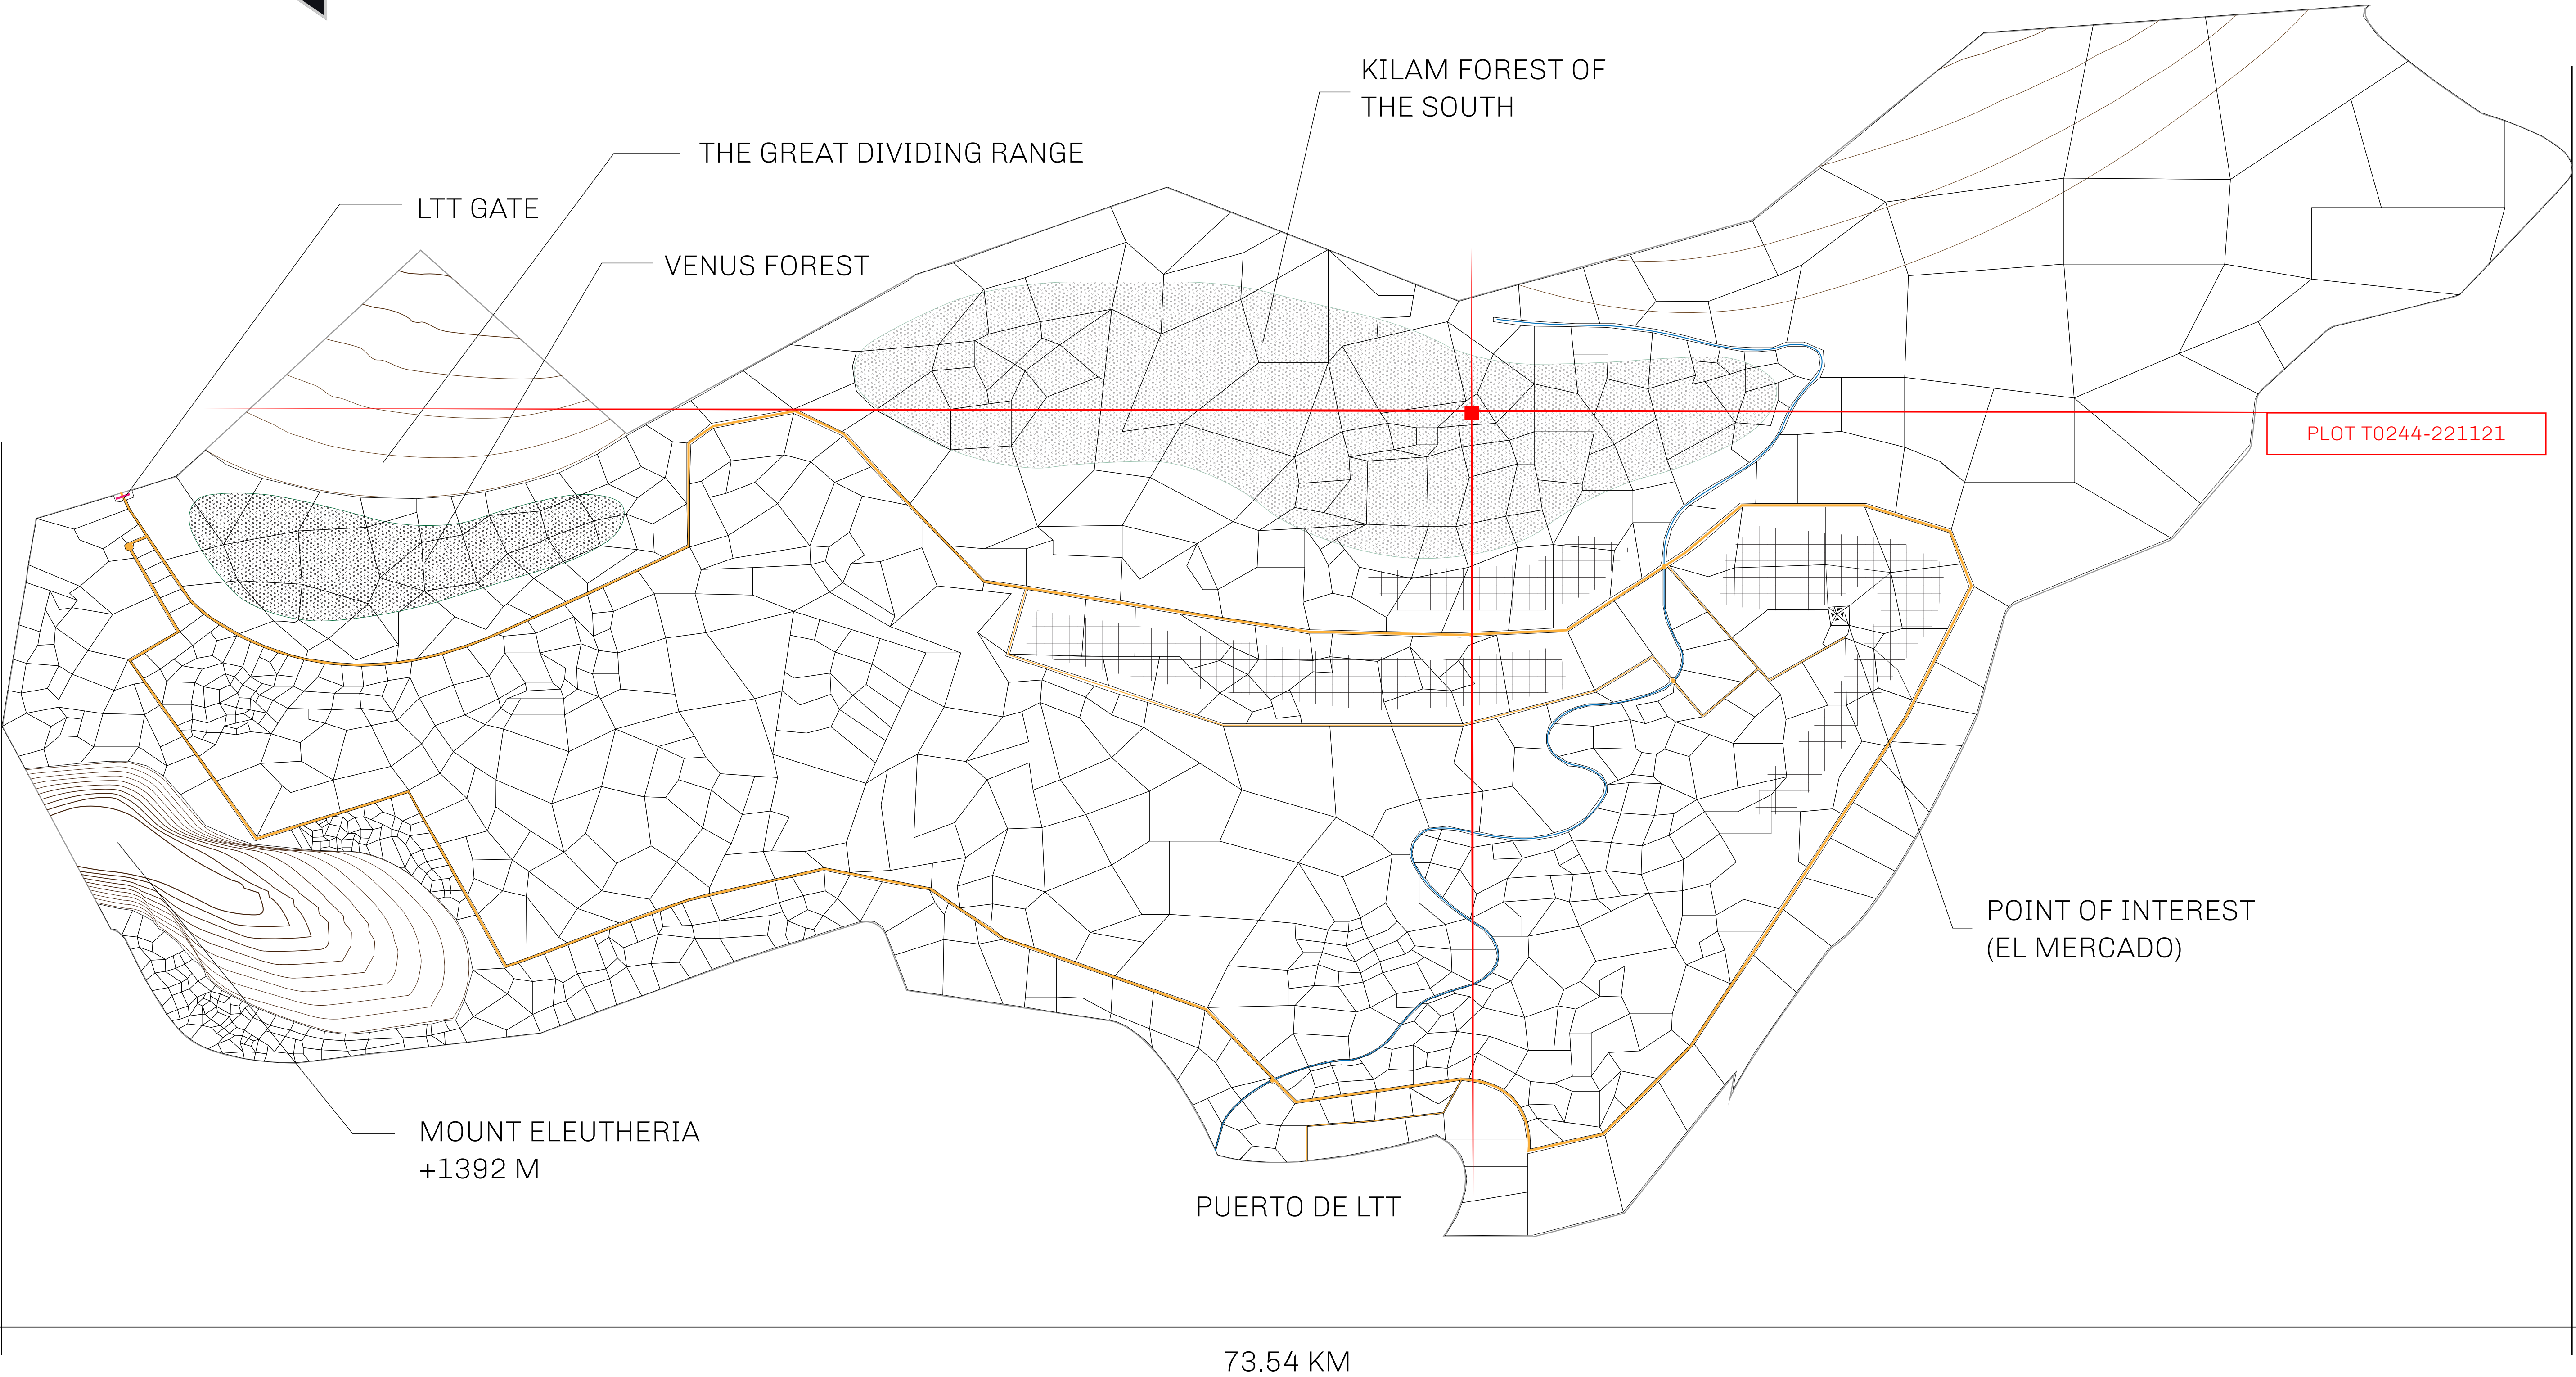 KILAM FOREST OF
THE SOUTH
THE GREAT DIVIDING RANGE
LTT GATE
VENUS FOREST
PLOT T0244-221121
POINT OF INTEREST
(EL MERCADO)
MOUNT ELEUTHERIA
+1392 M
PUERTO DE LTT
73.54 KM